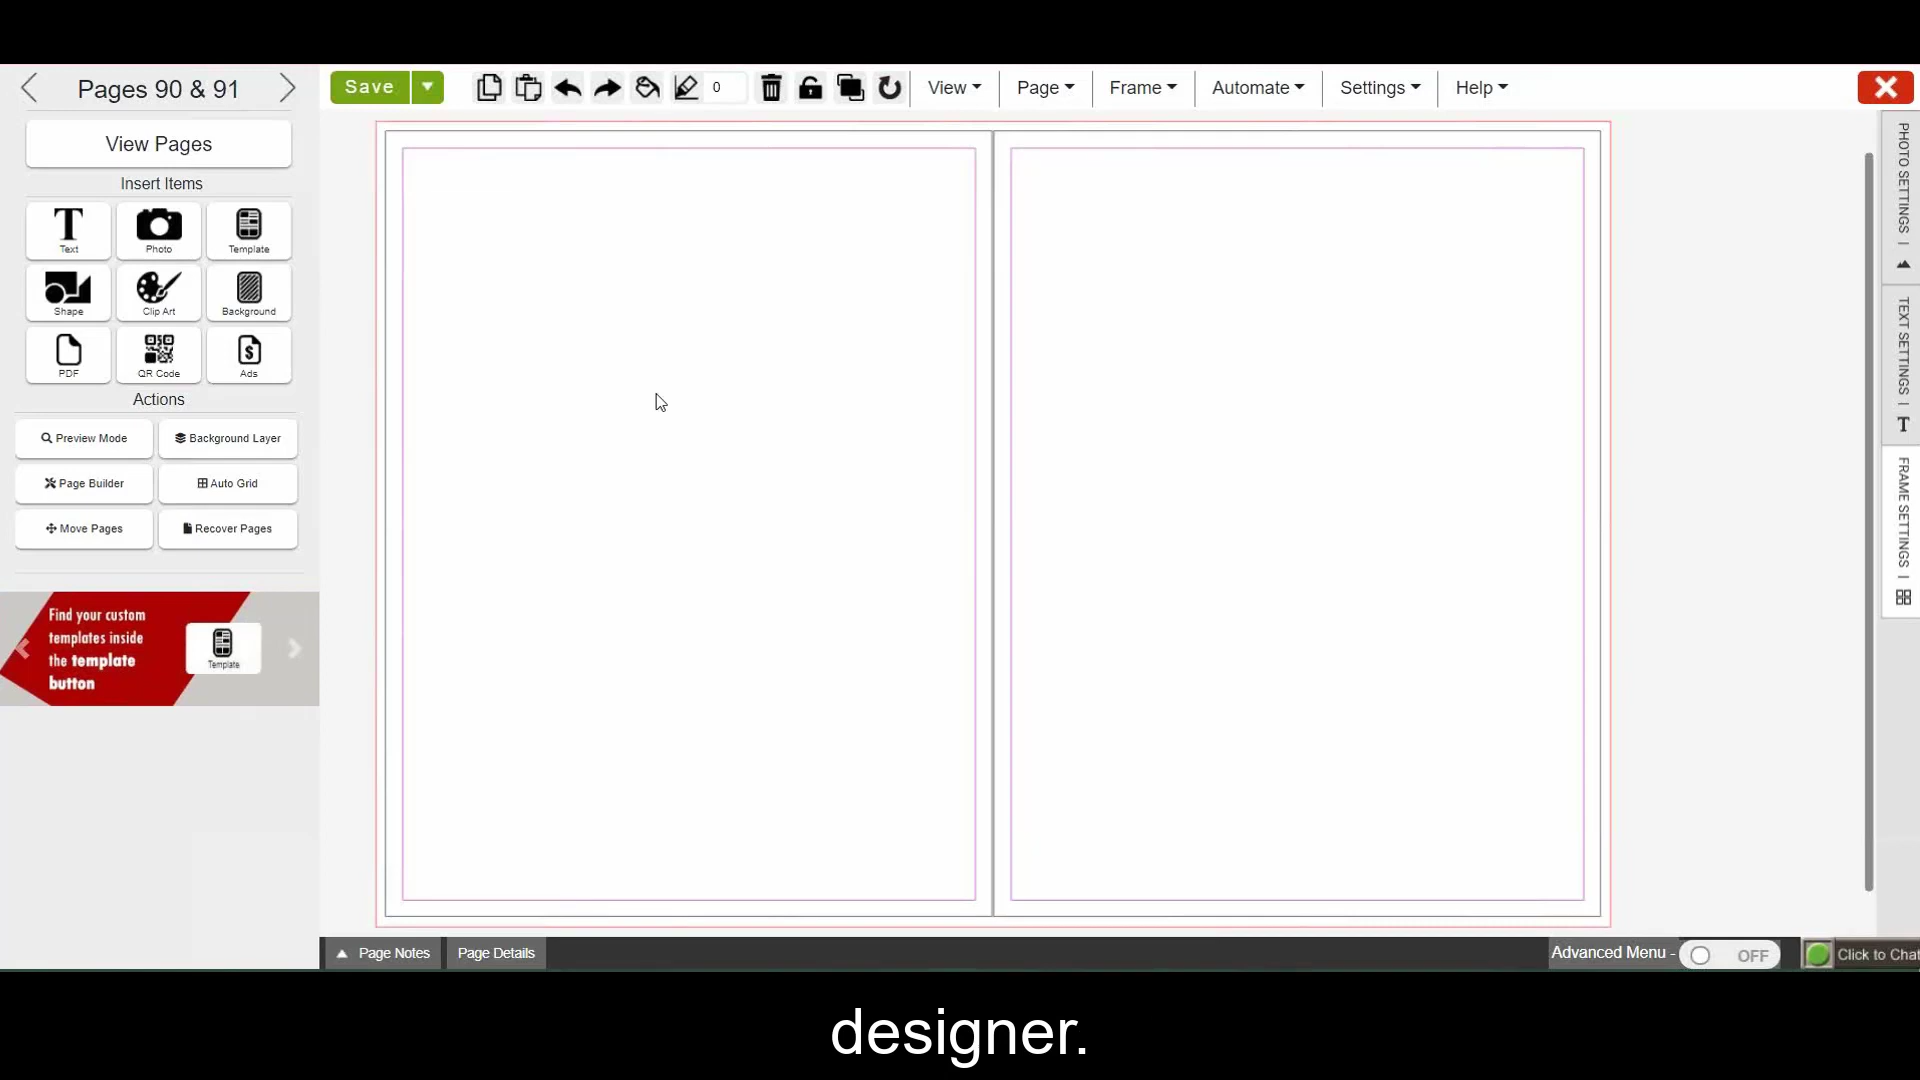 Pages 90 & 91
View Pages
Insert Items
Text
Photo
Template
Shape
Clip Art
Background
PDF
QR Code
Ads
Actions
Preview Mode
Background Layer
Page Builder
Auto Grid
Move Pages
Recover Pages
Find your custom
templates inside
the template
button
Template
Save
0
View
Page
Frame
Automate
Settings
Help
PHOTO SETTINGS |
TEXT SETTINGS | T
FRAME SETTINGS |
Page Notes
Page Details
Advanced Menu -
OFF
Click to Chat
designer.